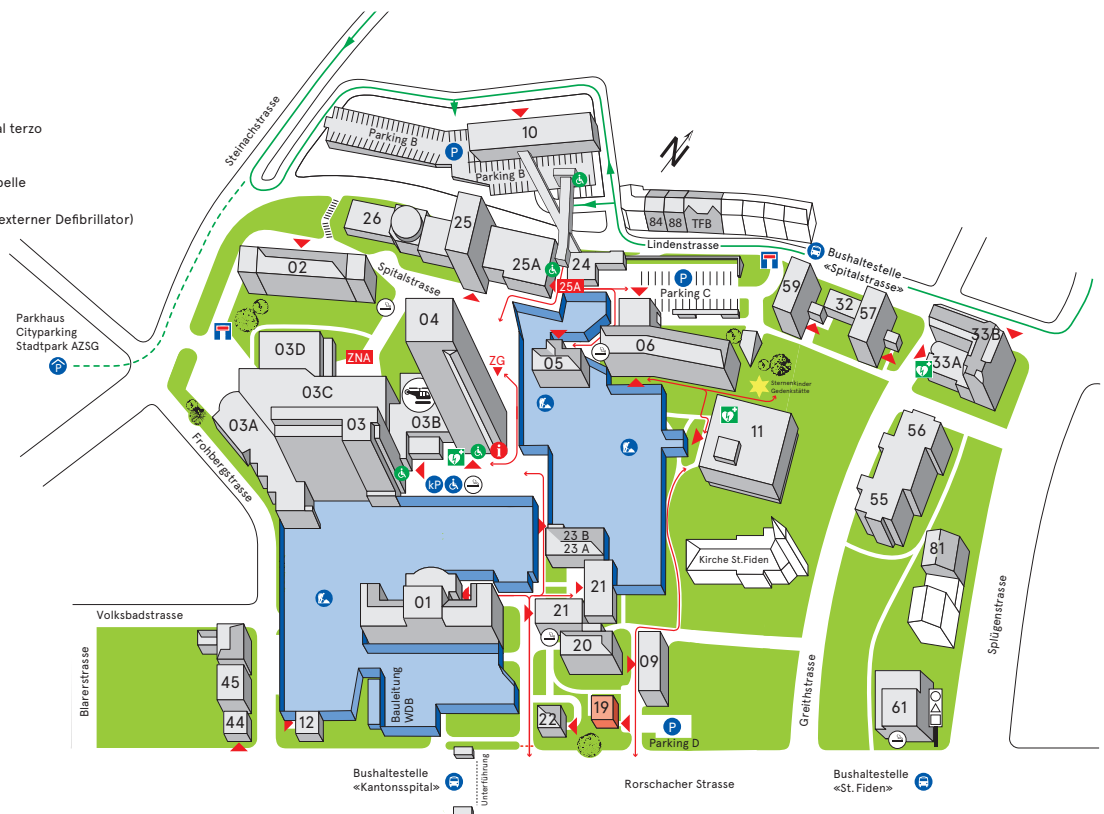 al terzo
pelle
externer Defibrillator)
Steinachstrasse
Parking B
10
P
Parking B
N
84 88 TFB
Lindenstrasse
Bushaltestelle
«Spitalstrasse»
26
25
25A
24
25A
P
Parking C
59
32
57
33B
33A
02
Spitalstrasse
04
Parkhaus
Cityparking
Stadtpark AZSG
P
03D
ZNA
ZG
05
06
Sternenkinder
Gedenkstätte
03C
03A
03
03B
i
kP
11
56
55
Frohbergstrasse
23 B
23 A
Kirche St.Fiden
81
01
21
21
20
09
Volksbadstrasse
Blarerstrasse
45
44
12
Bauleitung
WDB
22
19
P
Parking D
Greithstrasse
Splügenstrasse
61
Bushaltestelle
«Kantonsspital»
Unterführung
Rorschacher Strasse
Bushaltestelle
«St. Fiden»